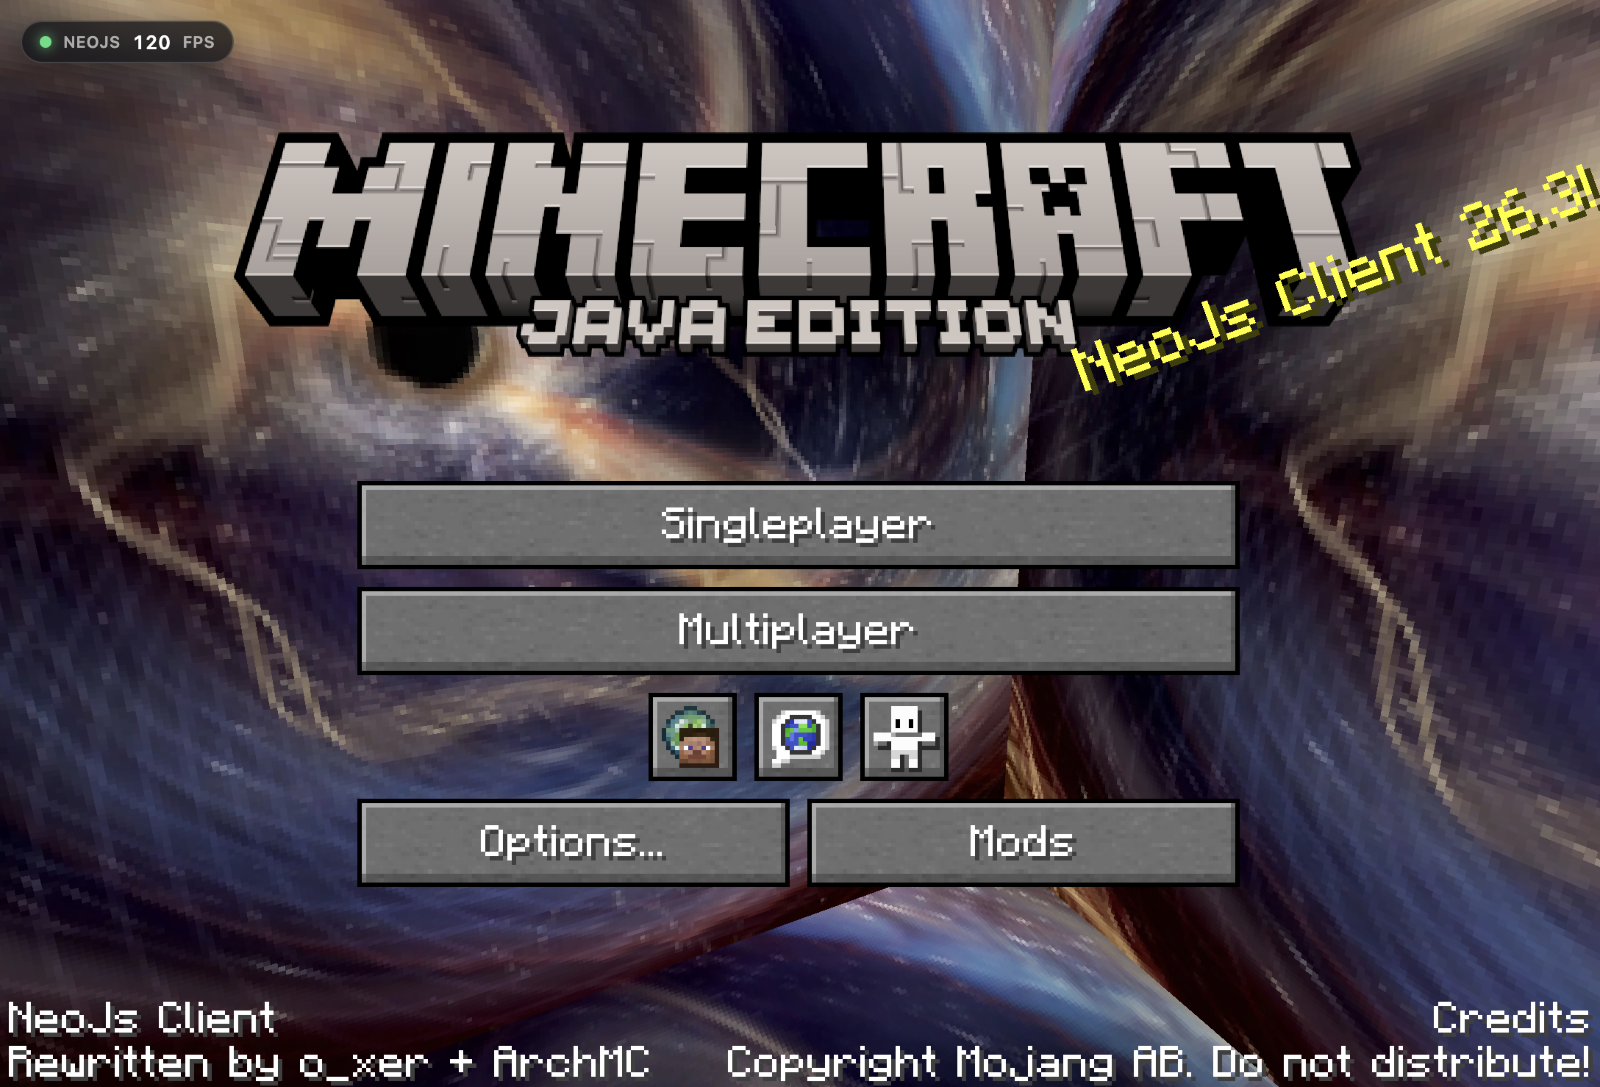 NEOJS 120 FPS
MINECRAFT
JAVA EDITION
NeoJs Client 26.3!
Singleplayer
Multiplayer
Options...
Mods
NeoJs Client
Rewritten by o_xer + ArchMC
Credits
Copyright Mojang AB. Do not distribute!